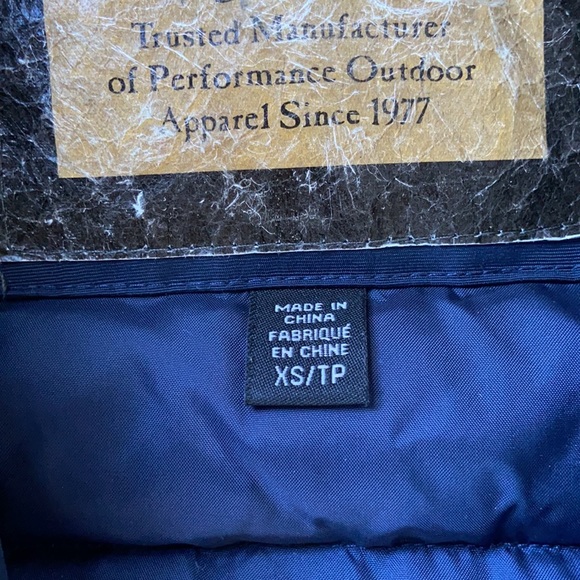 Trusted Manufacturer
of Performance Outdoor
Apparel Since 1977
MADE IN
CHINA
FABRIQUÉ
EN CHINE
XS/TP